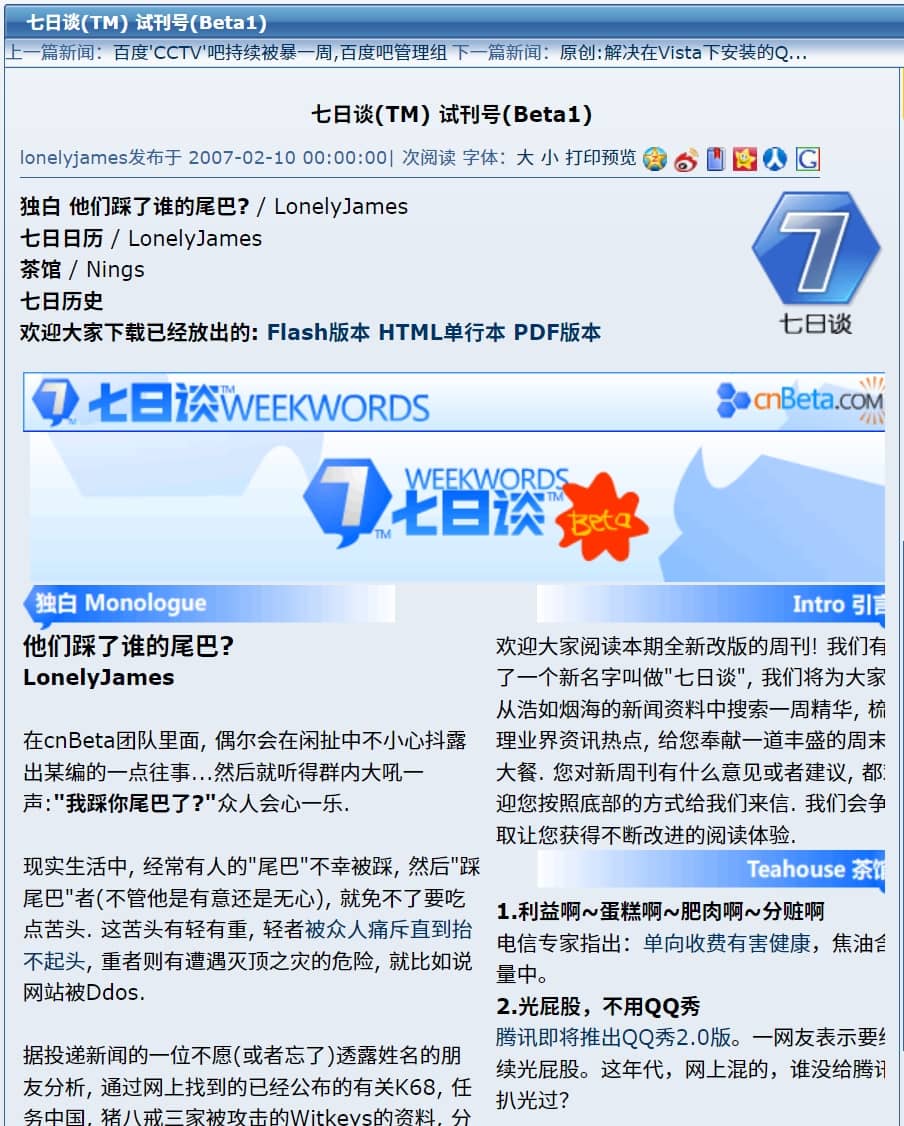 七日谈(TM) 试刊号(Beta1)
上一篇新闻：百度'CCTV'吧持续被暴一周,百度吧管理组 下一篇新闻：原创:解决在Vista下安装的Q...
七日谈(TM) 试刊号(Beta1)
lonelyjames发布于 2007-02-10 00:00:00| 次阅读 字体：大 小 打印预览
独白 他们踩了谁的尾巴? / LonelyJames
七日日历 / LonelyJames
茶馆 / Nings
七日历史
欢迎大家下载已经放出的: Flash版本 HTML单行本 PDF版本
7
七日谈
7 TM 七日谈TM WEEKWORDS
cnBeta.COM
7 TM WEEKWORDS
七日谈TM
Beta
独白 Monologue
他们踩了谁的尾巴?
LonelyJames
在cnBeta团队里面, 偶尔会在闲扯中不小心抖露
出某编的一点往事...然后就听得群内大吼一
声:"我踩你尾巴了?"众人会心一乐.
现实生活中, 经常有人的"尾巴"不幸被踩, 然后"踩
尾巴"者(不管他是有意还是无心), 就免不了要吃
点苦头. 这苦头有轻有重, 轻者被众人痛斥直到抬
不起头, 重者则有遭遇灭顶之灾的危险, 就比如说
网站被Ddos.
据投递新闻的一位不愿(或者忘了)透露姓名的朋
友分析, 通过网上找到的已经公布的有关K68, 任
务中国, 猪八戒三家被攻击的Witkeys的资料, 分
Intro 引言
欢迎大家阅读本期全新改版的周刊! 我们有
了一个新名字叫做"七日谈", 我们将为大家
从浩如烟海的新闻资料中搜索一周精华, 梳
理业界资讯热点, 给您奉献一道丰盛的周末
大餐. 您对新周刊有什么意见或者建议, 都
迎您按照底部的方式给我们来信. 我们会争
取让您获得不断改进的阅读体验.
Teahouse 茶馆
1.利益啊~蛋糕啊~肥肉啊~分赃啊
电信专家指出：单向收费有害健康，焦油含
量中。
2.光屁股，不用QQ秀
腾讯即将推出QQ秀2.0版。一网友表示要继
续光屁股。这年代，网上混的，谁没给腾讯
扒光过？